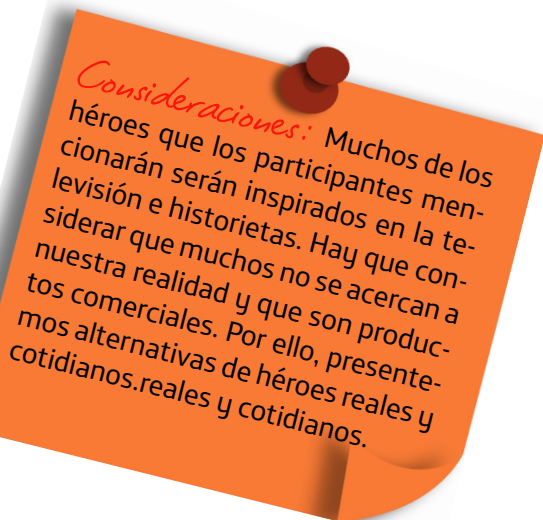 Consideraciones: Muchos de los
héroes que los participantes men-
cionarán serán inspirados en la te-
levisión e historietas. Hay que con-
siderar que muchos no se acercan a
nuestra realidad y que son produc-
tos comerciales. Por ello, presente-
mos alternativas de héroes reales y
cotidianos.reales y cotidianos.